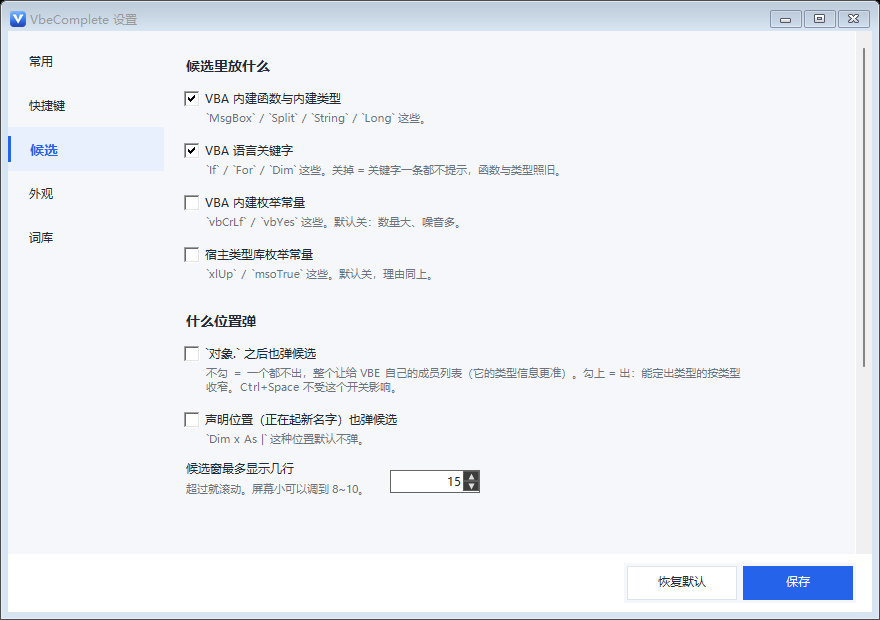 VbeComplete 设置
常用
快捷键
候选
外观
词库
候选里放什么
VBA 内建函数与内建类型
`MsgBox` / `Split` / `String` / `Long` 这些。
VBA 语言关键字
`If` / `For` / `Dim` 这些。关掉 = 关键字一条都不提示，函数与类型照旧。
VBA 内建枚举常量
`vbCrLf` / `vbYes` 这些。默认关：数量大、噪音多。
宿主类型库枚举常量
`xlUp` / `msoTrue` 这些。默认关，理由同上。
什么位置弹
`对象.` 之后也弹候选
不勾 = 一个都不出，整个让给 VBE 自己的成员列表（它的类型信息更准）。勾上 = 出：能定出类型的按类型
收窄。Ctrl+Space 不受这个开关影响。
声明位置（正在起新名字）也弹候选
`Dim x As |` 这种位置默认不弹。
候选窗最多显示几行
超过就滚动。屏幕小可以调到 8~10。
15
恢复默认
保存